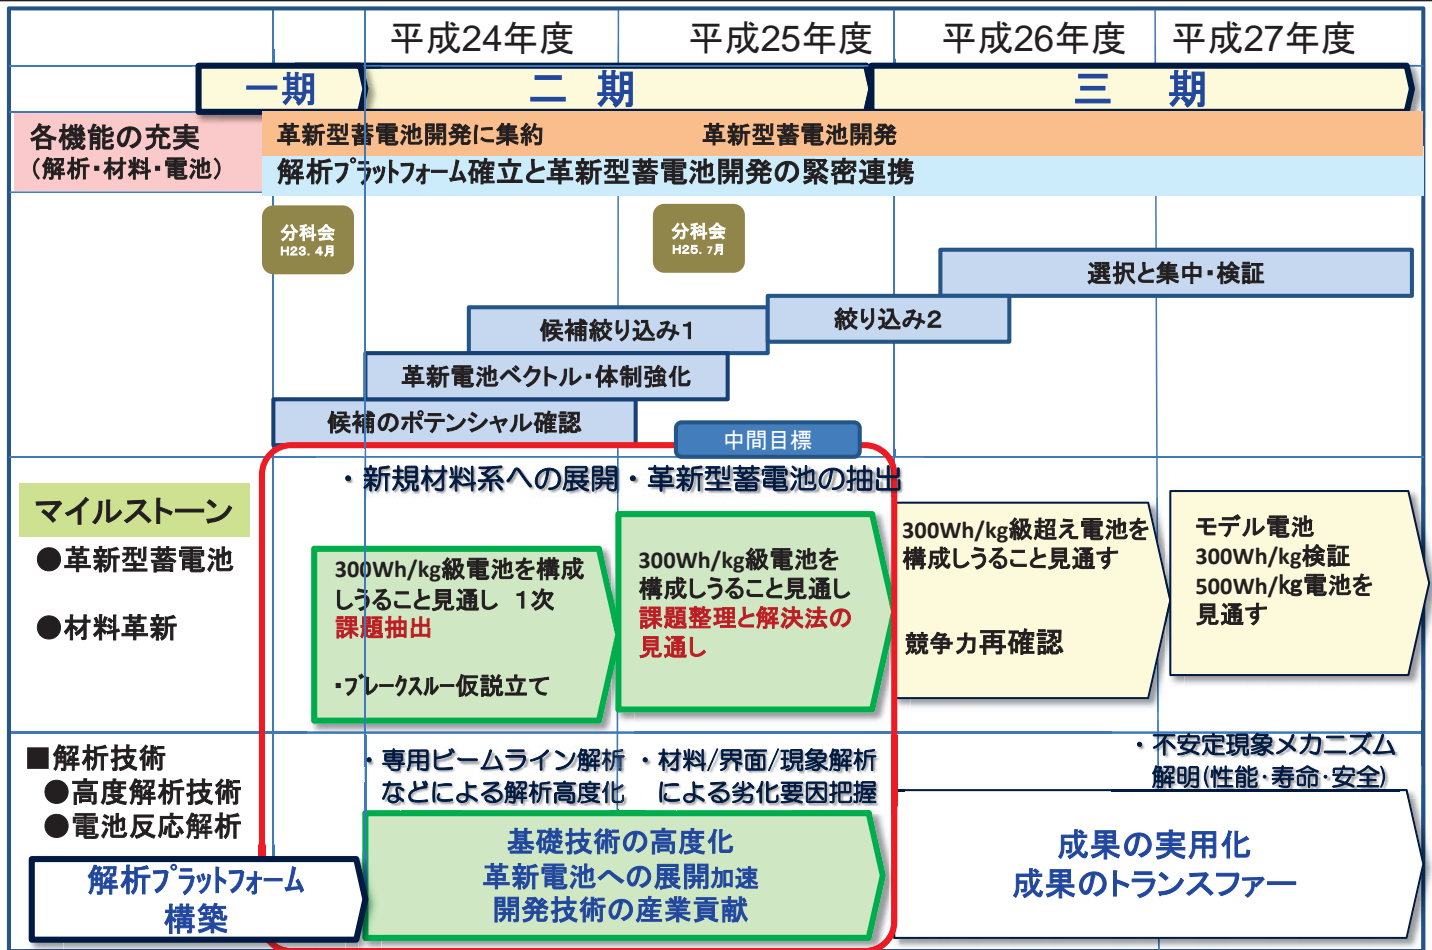 平成24年度
平成25年度
平成26年度
平成27年度
一期
二 期
三 期
各機能の充実
（解析・材料・電池）
革新型蓄電池開発に集約
革新型蓄電池開発
解析プラットフォーム確立と革新型蓄電池開発の緊密連携
分科会
H23. 4月
分科会
H25. 7月
選択と集中・検証
絞り込み２
候補絞り込み１
革新電池ベクトル・体制強化
候補のポテンシャル確認
中間目標
・新規材料系への展開・革新型蓄電池の抽出
マイルストーン
●革新型蓄電池
●材料革新
300Wh/kg級電池を構成
しうること見通し　１次
課題抽出
・ブレークスルー仮説立て
300Wh/kg級電池を
構成しうること見通し
課題整理と解決法の
見通し
300Wh/kg級超え電池を
構成しうること見通す
競争力再確認
モデル電池
300Wh/kg検証
500Wh/kg電池を
見通す
■解析技術
●高度解析技術
●電池反応解析
・専用ビームライン解析
などによる解析高度化
・材料/界面/現象解析
による劣化要因把握
・不安定現象メカニズム
解明(性能・寿命・安全)
解析プラットフォーム
構築
基礎技術の高度化
革新電池への展開加速
開発技術の産業貢献
成果の実用化
成果のトランスファー